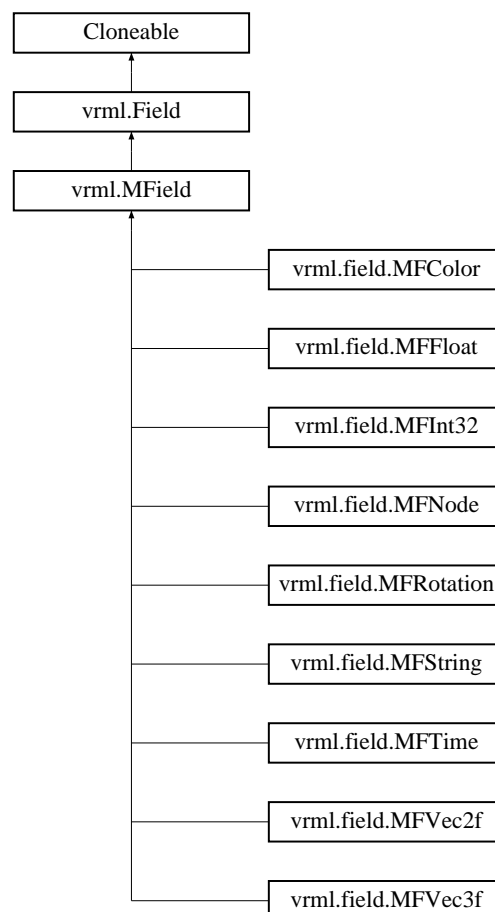 Cloneable
vrml.Field
vrml.MField
vrml.field.MFColor
vrml.field.MFFloat
vrml.field.MFInt32
vrml.field.MFNode
vrml.field.MFRotation
vrml.field.MFString
vrml.field.MFTime
vrml.field.MFVec2f
vrml.field.MFVec3f